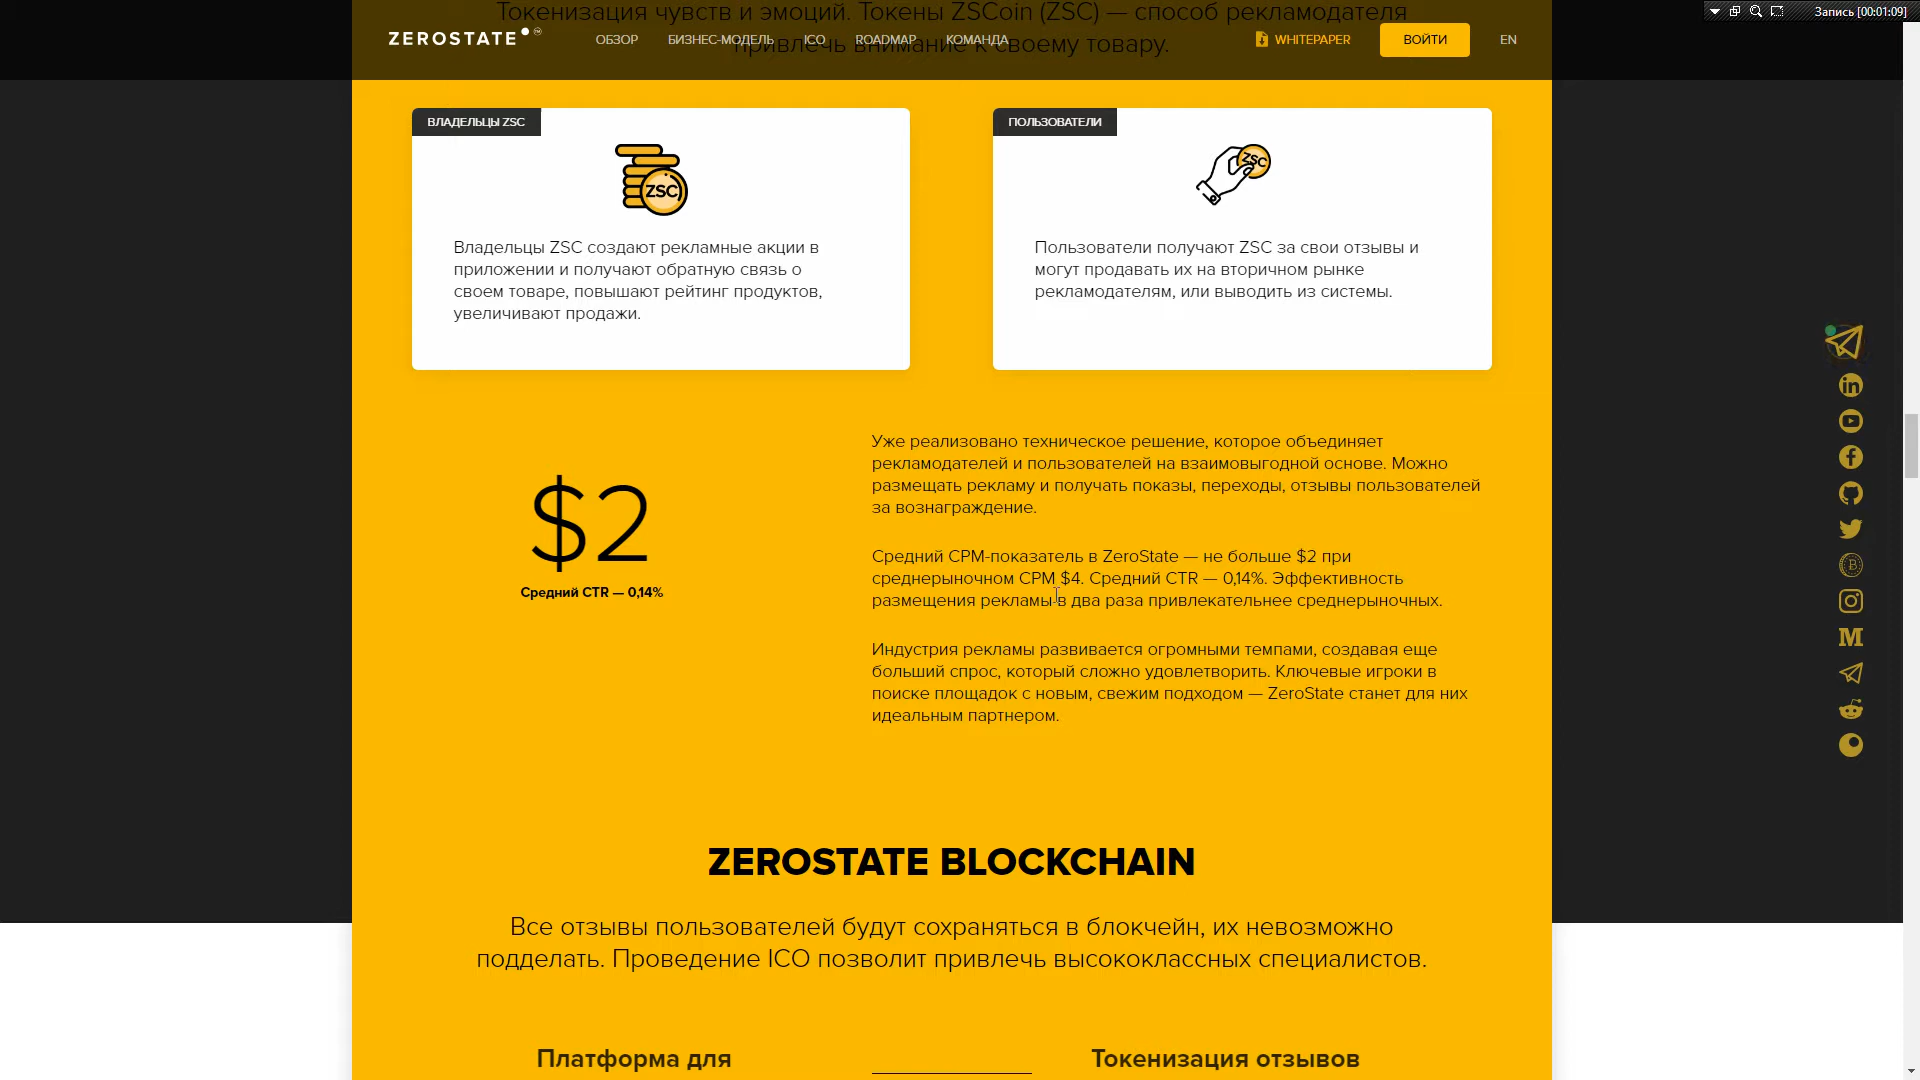 Токенизация чувств и эмоций. Токены ZSCoin (ZSC) — способ рекламодателя
привлечь внимание к своему товару.
ZEROSTATE
ОБЗОР БИЗНЕС-МОДЕЛЬ ICO ROADMAP КОМАНДА
WHITEPAPER
ВОЙТИ
EN
Запись [00:01:09]
ВЛАДЕЛЬЦЫ ZSC
ZSC
Владельцы ZSC создают рекламные акции в
приложении и получают обратную связь о
своем товаре, повышают рейтинг продуктов,
увеличивают продажи.
ПОЛЬЗОВАТЕЛИ
ZSC
Пользователи получают ZSC за свои отзывы и
могут продавать их на вторичном рынке
рекламодателям, или выводить из системы.
$2
Средний CTR — 0,14%
Уже реализовано техническое решение, которое объединяет
рекламодателей и пользователей на взаимовыгодной основе. Можно
размещать рекламу и получать показы, переходы, отзывы пользователей
за вознаграждение.
Средний CPM-показатель в ZeroState — не больше $2 при
среднерыночном CPM $4. Средний CTR — 0,14%. Эффективность
размещения рекламы в два раза привлекательнее среднерыночных.
Индустрия рекламы развивается огромными темпами, создавая еще
больший спрос, который сложно удовлетворить. Ключевые игроки в
поиске площадок с новым, свежим подходом — ZeroState станет для них
идеальным партнером.
ZEROSTATE BLOCKCHAIN
Все отзывы пользователей будут сохраняться в блокчейн, их невозможно
подделать. Проведение ICO позволит привлечь высококлассных специалистов.
Платформа для
Токенизация отзывов